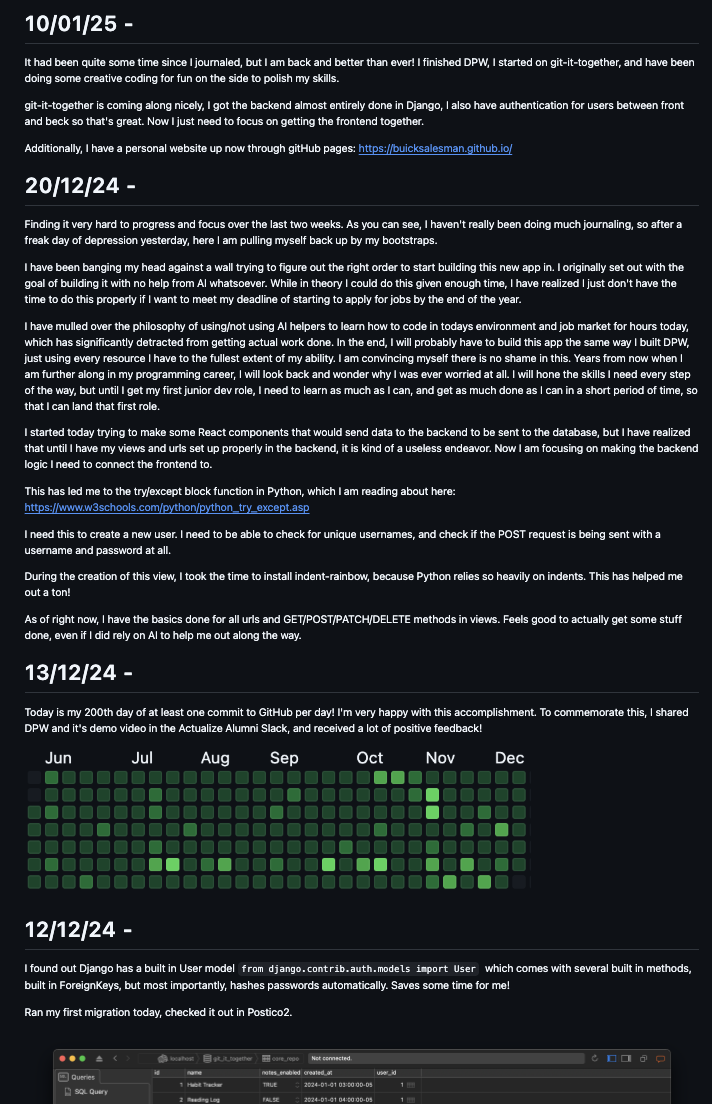 10/01/25 -
It had been quite some time since I journaled, but I am back and better than ever! I finished DPW, I started on git-it-together, and have been
doing some creative coding for fun on the side to polish my skills.
git-it-together is coming along nicely, I got the backend almost entirely done in Django, I also have authentication for users between front
and beck so that's great. Now I just need to focus on getting the frontend together.
Additionally, I have a personal website up now through gitHub pages: https://buicksalesman.github.io/
20/12/24 -
Finding it very hard to progress and focus over the last two weeks. As you can see, I haven't really been doing much journaling, so after a
freak day of depression yesterday, here I am pulling myself back up by my bootstraps.
I have been banging my head against a wall trying to figure out the right order to start building this new app in. I originally set out with the
goal of building it with no help from AI whatsoever. While in theory I could do this given enough time, I have realized I just don't have the
time to do this properly if I want to meet my deadline of starting to apply for jobs by the end of the year.
I have mulled over the philosophy of using/not using AI helpers to learn how to code in todays environment and job market for hours today,
which has significantly detracted from getting actual work done. In the end, I will probably have to build this app the same way I built DPW,
just using every resource I have to the fullest extent of my ability. I am convincing myself there is no shame in this. Years from now when I
am further along in my programming career, I will look back and wonder why I was ever worried at all. I will hone the skills I need every step
of the way, but until I get my first junior dev role, I need to learn as much as I can, and get as much done as I can in a short period of time, so
that I can land that first role.
I started today trying to make some React components that would send data to the backend to be sent to the database, but I have realized
that until I have my views and urls set up properly in the backend, it is kind of a useless endeavor. Now I am focusing on making the backend
logic I need to connect the frontend to.
This has led me to the try/except block function in Python, which I am reading about here:
https://www.w3schools.com/python/python_try_except.asp
I need this to create a new user. I need to be able to check for unique usernames, and check if the POST request is being sent with a
username and password at all.
During the creation of this view, I took the time to install indent-rainbow, because Python relies so heavily on indents. This has helped me
out a ton!
As of right now, I have the basics done for all urls and GET/POST/PATCH/DELETE methods in views. Feels good to actually get some stuff
done, even if I did rely on AI to help me out along the way.
13/12/24 -
Today is my 200th day of at least one commit to GitHub per day! I'm very happy with this accomplishment. To commemorate this, I shared
DPW and it's demo video in the Actualize Alumni Slack, and received a lot of positive feedback!
Jun Jul Aug Sep Oct Nov Dec
12/12/24 -
I found out Django has a built in User model from django.contrib.auth.models import User which comes with several built in methods,
built in ForeignKeys, but most importantly, hashes passwords automatically. Saves some time for me!
Ran my first migration today, checked it out in Postico2.
localhost git_it_together core_repo Not connected.
Queries id name notes_enabled created_at user_id
SQL Query 1 Habit Tracker TRUE 2024-01-01 03:00:00-05 1
2 Reading Log FALSE 2024-01-01 04:00:00-05 1